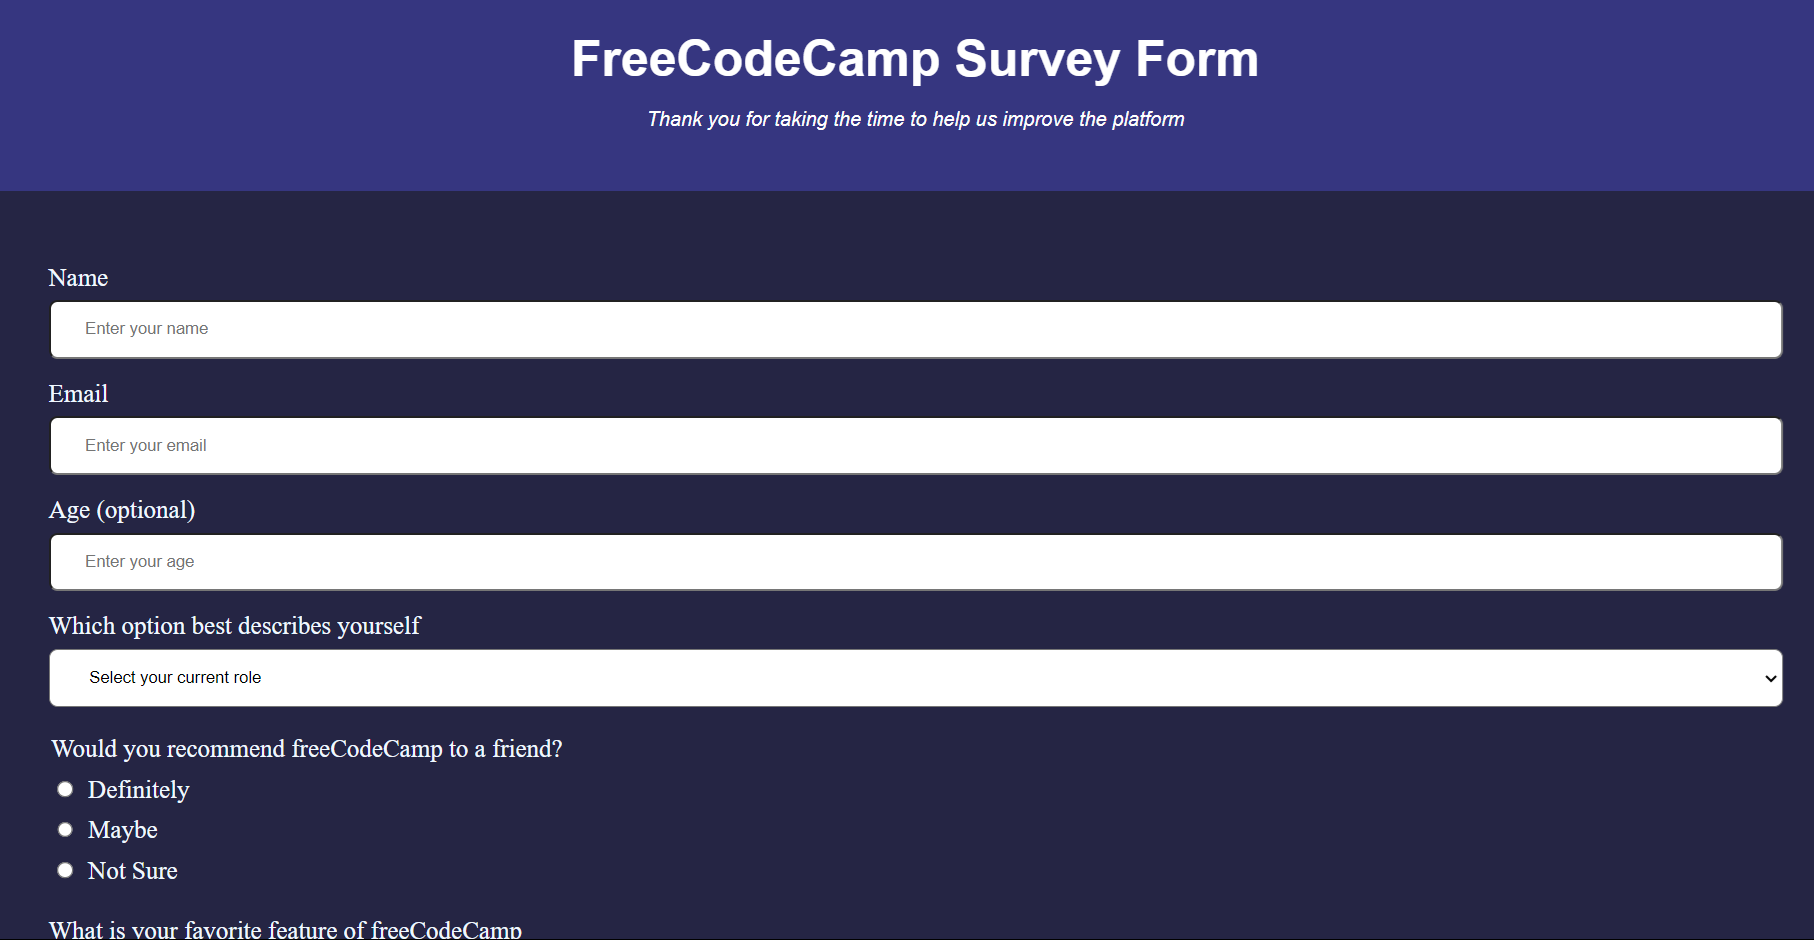 FreeCodeCamp Survey Form
Thank you for taking the time to help us improve the platform
Name
Enter your name
Email
Enter your email
Age (optional)
Enter your age
Which option best describes yourself
Select your current role
Would you recommend freeCodeCamp to a friend?
Definitely
Maybe
Not Sure
What is your favorite feature of freeCodeCamp